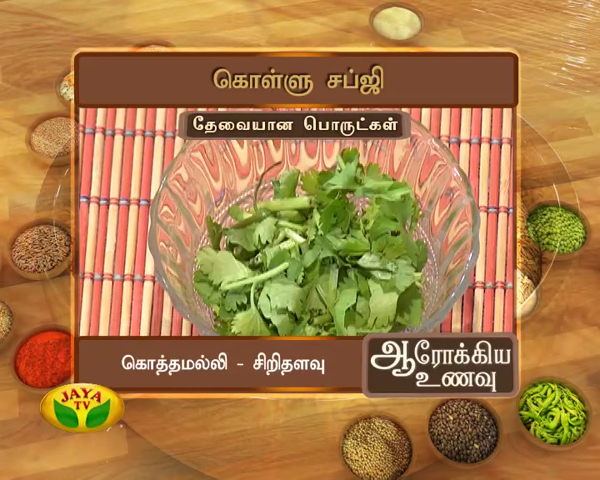 கொள்ளு சப்ஜி
தேவையான பொருட்கள்
கொத்தமல்லி - சிறிதளவு
ஆரோக்கிய
உணவு
JAYA
TV